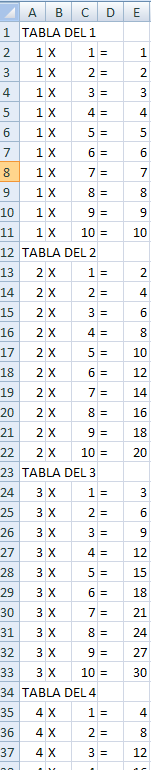 A B C D E
1 TABLA DEL 1
2 1 X 1 = 1
3 1 X 2 = 2
4 1 X 3 = 3
5 1 X 4 = 4
6 1 X 5 = 5
7 1 X 6 = 6
8 1 X 7 = 7
9 1 X 8 = 8
10 1 X 9 = 9
11 1 X 10 = 10
12 TABLA DEL 2
13 2 X 1 = 2
14 2 X 2 = 4
15 2 X 3 = 6
16 2 X 4 = 8
17 2 X 5 = 10
18 2 X 6 = 12
19 2 X 7 = 14
20 2 X 8 = 16
21 2 X 9 = 18
22 2 X 10 = 20
23 TABLA DEL 3
24 3 X 1 = 3
25 3 X 2 = 6
26 3 X 3 = 9
27 3 X 4 = 12
28 3 X 5 = 15
29 3 X 6 = 18
30 3 X 7 = 21
31 3 X 8 = 24
32 3 X 9 = 27
33 3 X 10 = 30
34 TABLA DEL 4
35 4 X 1 = 4
36 4 X 2 = 8
37 4 X 3 = 12